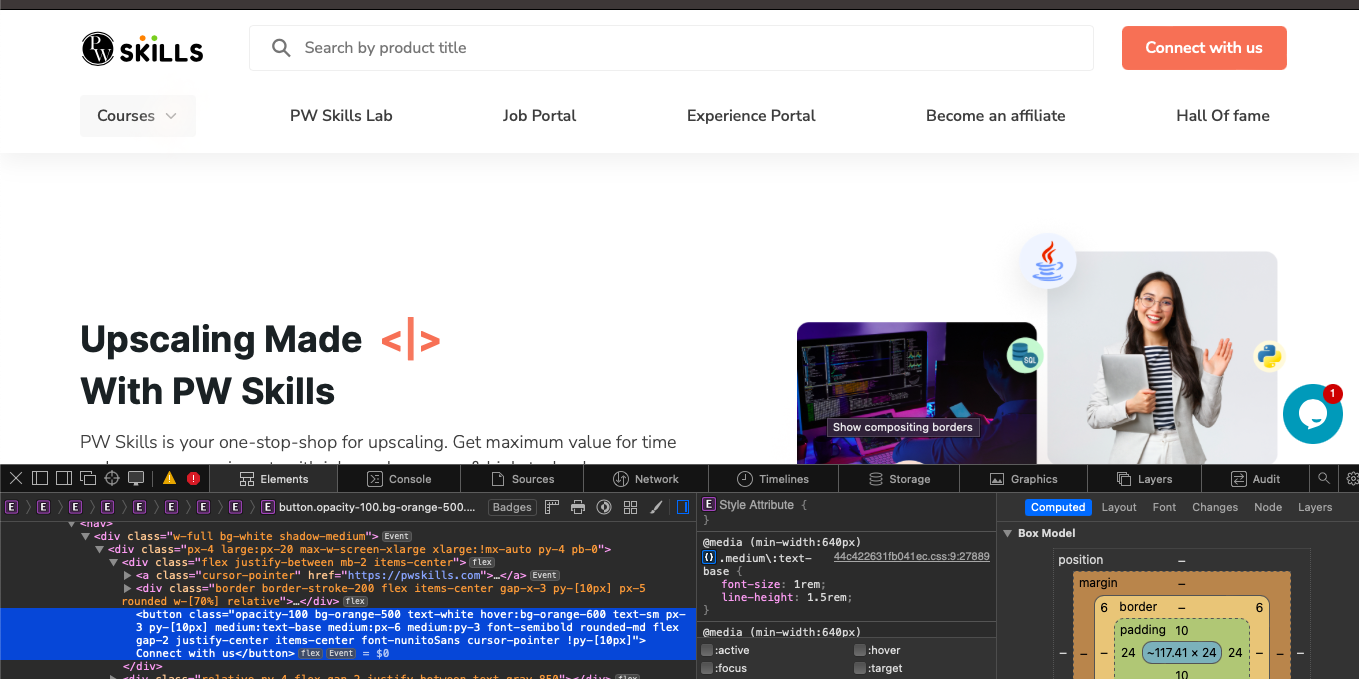 PW SKILLS
Search by product title
Connect with us
Courses
PW Skills Lab
Job Portal
Experience Portal
Become an affiliate
Hall Of fame
Upscaling Made </>
With PW Skills
PW Skills is your one-stop-shop for upscaling. Get maximum value for time
SQL
Show compositing borders
1
Elements
Console
Sources
Network
Timelines
Storage
Graphics
Layers
Audit
E E E E E E E E E button.opacity-100.bg-orange-500....
Badges
<nav>
<div class="w-full bg-white shadow-medium"> Event
<div class="px-4 large:px-20 max-w-screen-xlarge xlarge:!mx-auto py-4 pb-0">
<div class="flex justify-between mb-2 items-center"> flex
<a class="cursor-pointer" href="https://pwskills.com">…</a> Event
<div class="border border-stroke-200 flex items-center gap-x-3 py-[10px] px-5
rounded w-[70%] relative">…</div> flex
<button class="opacity-100 bg-orange-500 text-white hover:bg-orange-600 text-sm px-
3 py-[10px] medium:text-base medium:px-6 medium:py-3 font-semibold rounded-md flex
gap-2 justify-center items-center font-nunitoSans cursor-pointer !py-[10px]">
Connect with us</button> flex Event = $0
</div>
<div class="relative py-4 flex gap-2 justify-between text-gray-850">…</div> flex
E Style Attribute {
}
@media (min-width:640px)
{} .medium\:text-
base {
44c422631fb041ec.css:9:27889
font-size: 1rem;
line-height: 1.5rem;
}
@media (min-width:640px)
:active
:hover
:focus
:target
Computed
Layout
Font
Changes
Node
Layers
Box Model
position –
margin –
6 border – 6
padding 10
– – – 24 ~117.41 × 24 24 – – –
10